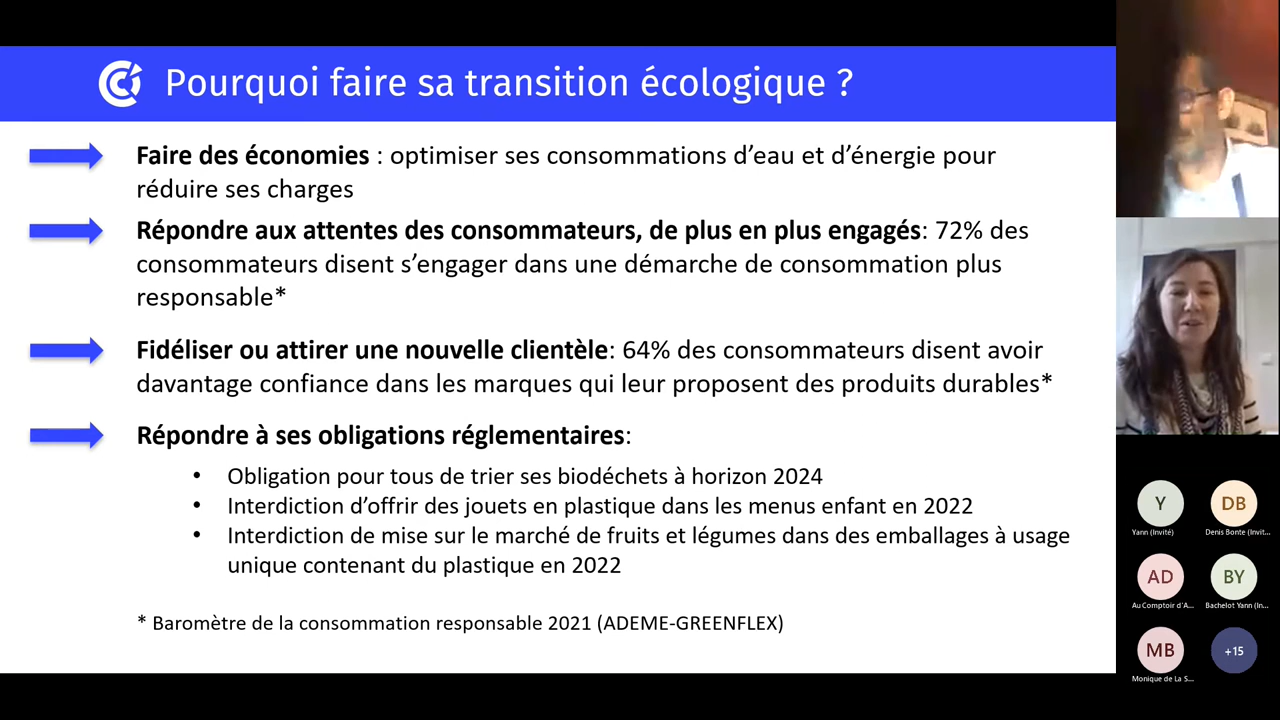 Pourquoi faire sa transition écologique ?
Faire des économies : optimiser ses consommations d’eau et d’énergie pour
réduire ses charges
Répondre aux attentes des consommateurs, de plus en plus engagés: 72% des
consommateurs disent s’engager dans une démarche de consommation plus
responsable*
Fidéliser ou attirer une nouvelle clientèle: 64% des consommateurs disent avoir
davantage confiance dans les marques qui leur proposent des produits durables*
Répondre à ses obligations réglementaires:
• Obligation pour tous de trier ses biodéchets à horizon 2024
• Interdiction d’offrir des jouets en plastique dans les menus enfant en 2022
• Interdiction de mise sur le marché de fruits et légumes dans des emballages à usage
unique contenant du plastique en 2022
* Baromètre de la consommation responsable 2021 (ADEME-GREENFLEX)
Y
Yann (Invité)
DB
Denis Bonte (Invit...
AD
Au Comptoir d'A...
BY
Bachelot Yann (In...
MB
Monique de La S...
+15